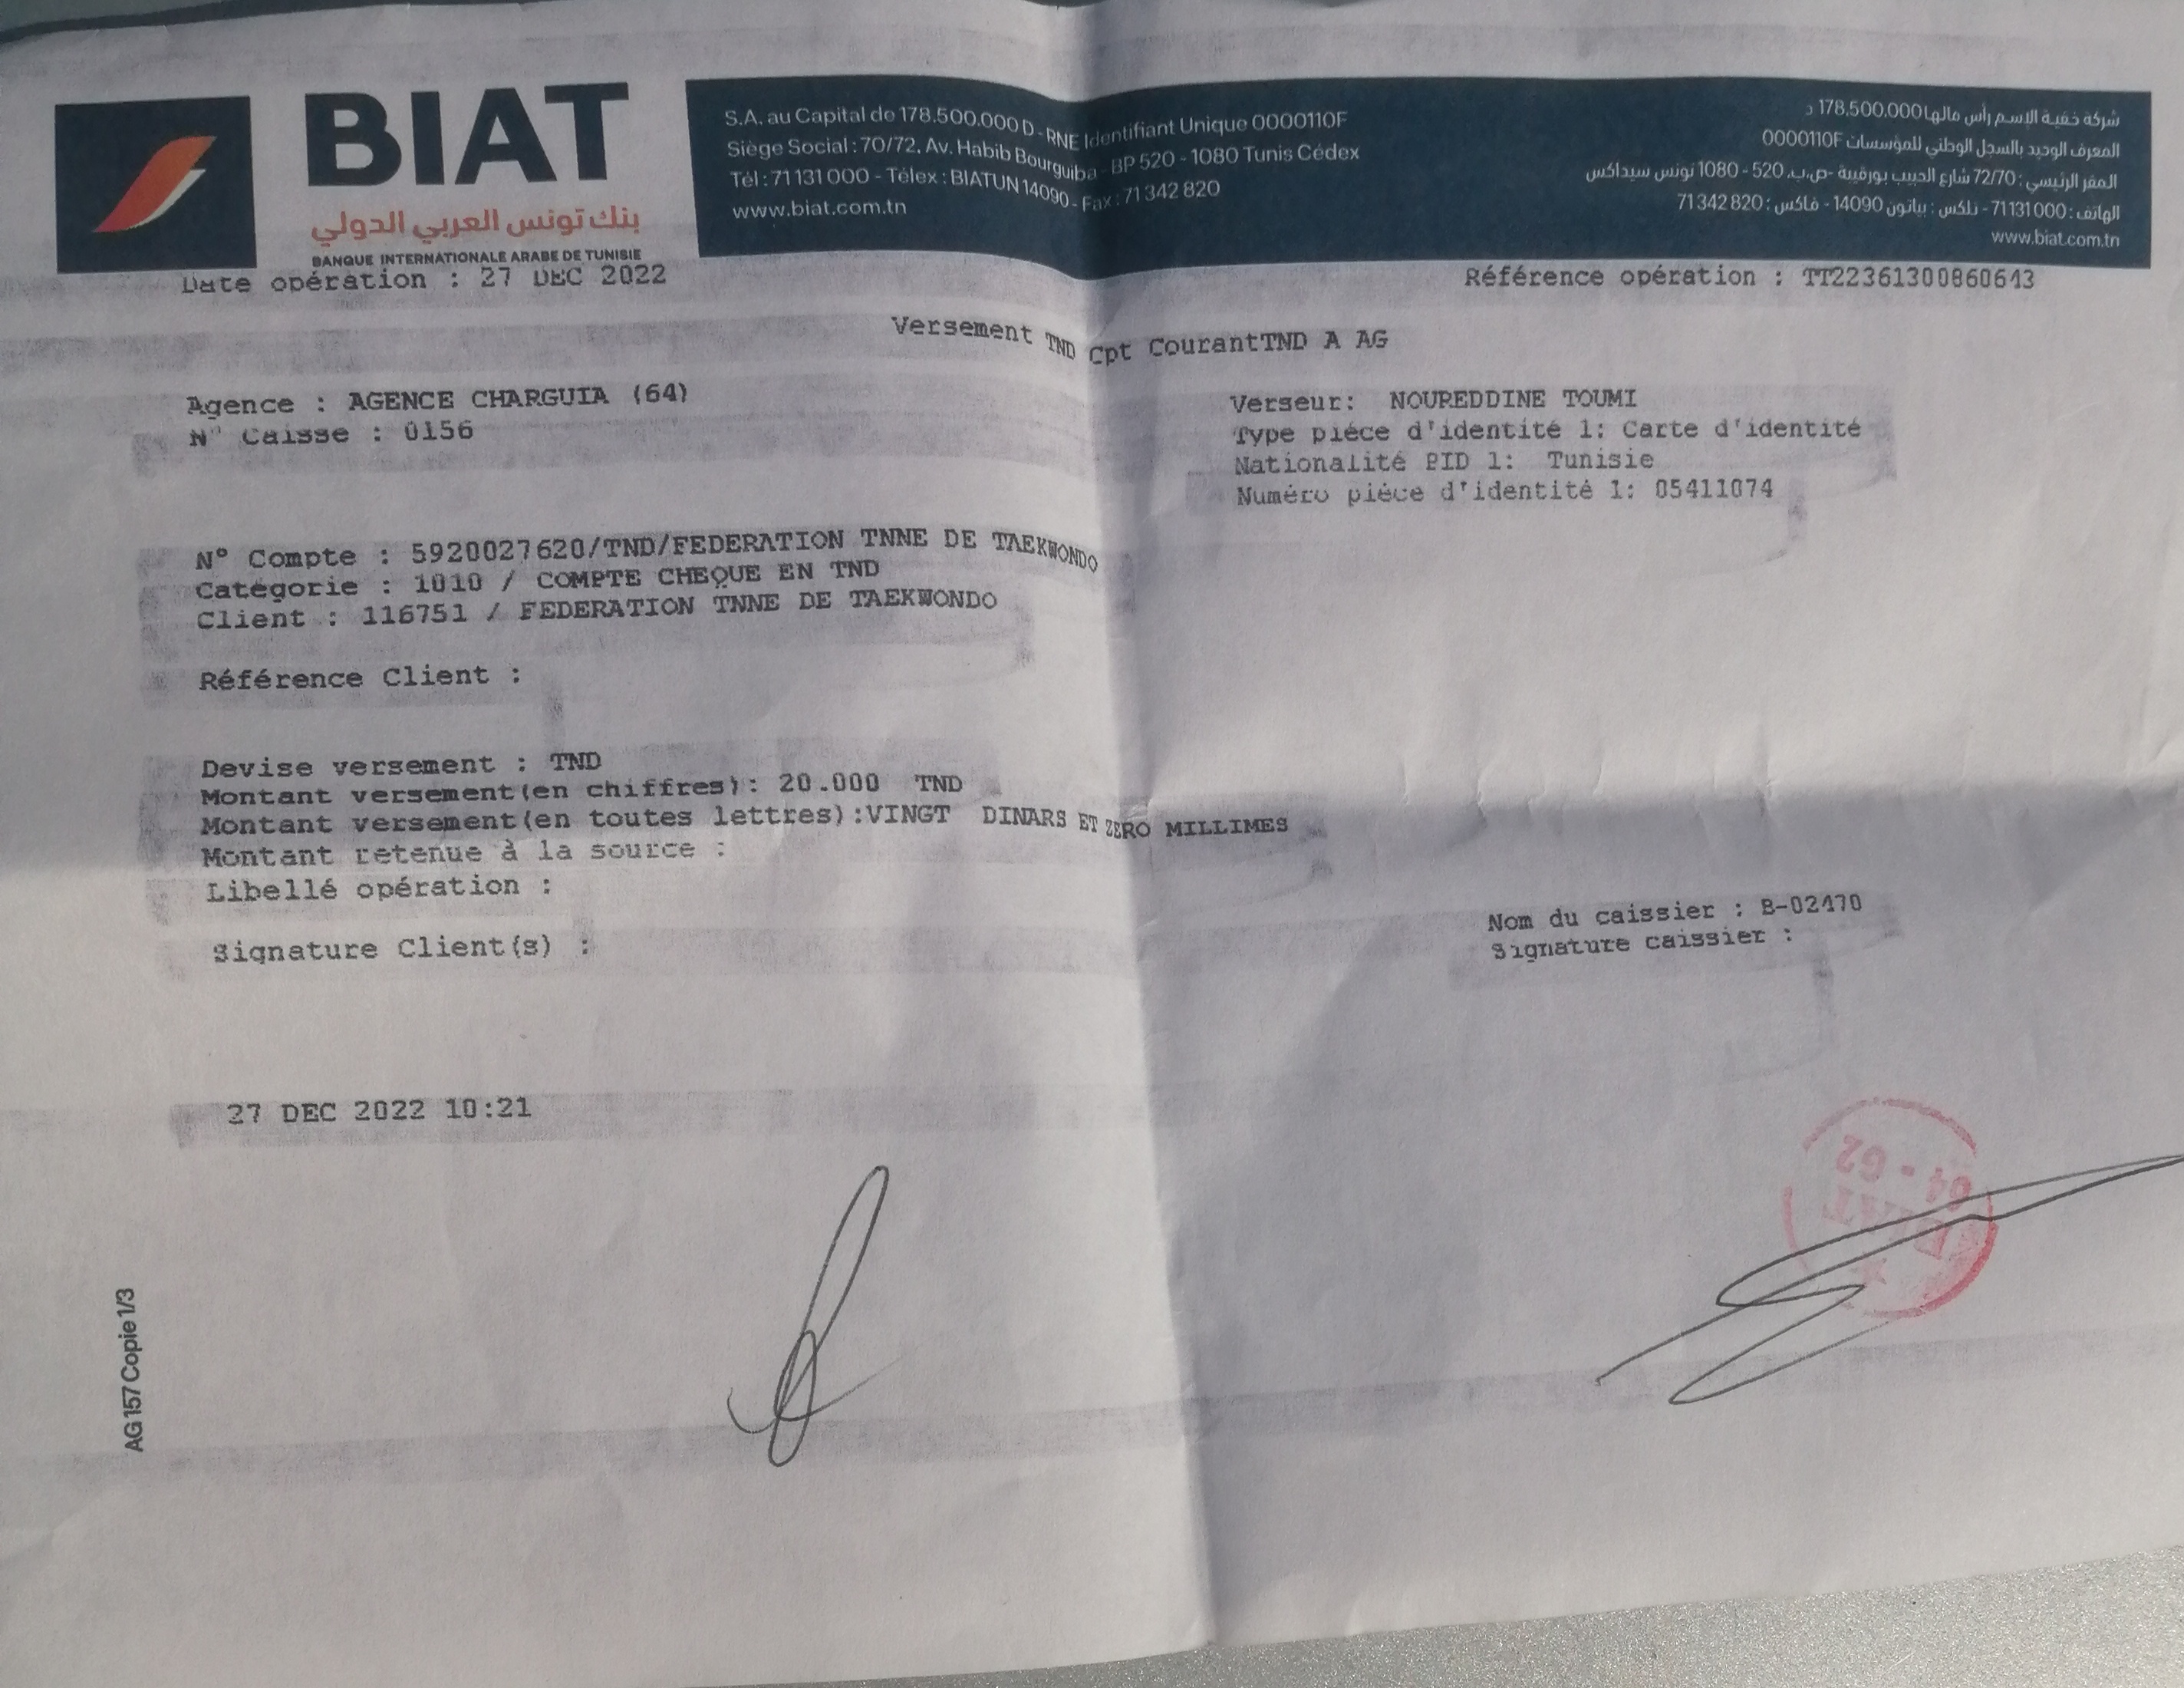 BIAT
بنك تونس العربي الدولي
BANQUE INTERNATIONALE ARABE DE TUNISIE
S.A. au Capital de 178.500.000 D - RNE Identifiant Unique 0000110F
Siège Social : 70/72, Av. Habib Bourguiba - BP 520 - 1080 Tunis Cédex
Tél : 71 131 000 - Télex : BIATUN 14090 - Fax : 71 342 820
www.biat.com.tn
شركة خفية الإسم رأس مالها 178.500.000 د
المعرف الوحيد بالسجل الوطني للمؤسسات 0000110F
المقر الرئيسي : 72/70 شارع الحبيب بورقيبة -ص.ب. 520 - 1080 تونس سيداكس
الهاتف : 71131000 - تلكس : بياتون 14090 - فاكس : 71 342 820
www.biat.com.tn
Date opération : 27 DEC 2022
Référence opération : TT22361300860643
Versement TND Cpt CourantTND A AG
Agence : AGENCE CHARGUIA (64)
N° Caisse : 0156
Verseur: NOUREDDINE TOUMI
Type piéce d'identité 1: Carte d'identité
Nationalité PID 1: Tunisie
Numéro piéce d'identité 1: 05411074
N° Compte : 5920027620/TND/FEDERATION TNNE DE TAEKWONDO
Catégorie : 1010 / COMPTE CHEQUE EN TND
Client : 116751 / FEDERATION TNNE DE TAEKWONDO
Référence Client :
Devise versement : TND
Montant versement(en chiffres): 20.000 TND
Montant versement(en toutes lettres):VINGT DINARS ET ZERO MILLIMES
Montant retenue à la source :
Libellé opération :
Signature Client(s) :
Nom du caissier : B-02470
Signature caissier :
27 DEC 2022 10:21
64 - G2
BIAT
AG 157 Copie 1/3